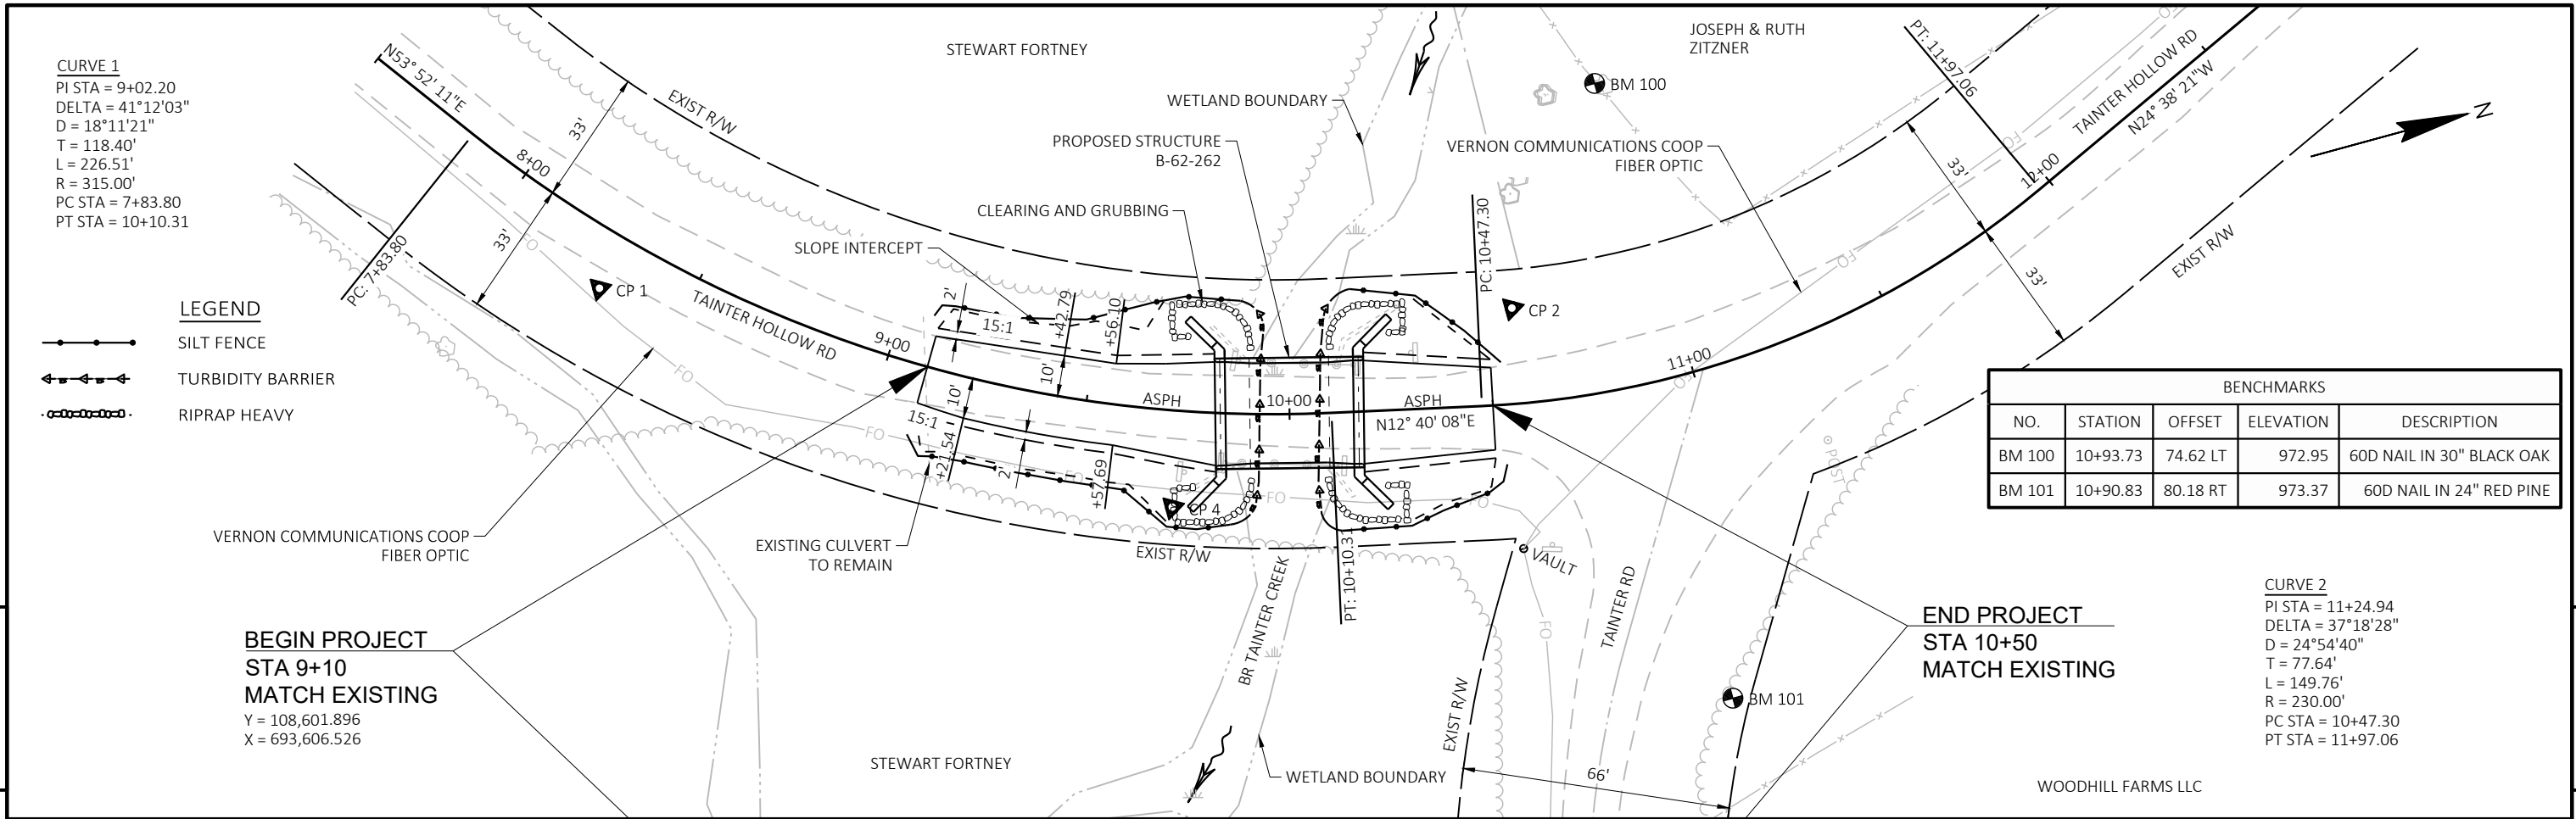 CURVE 1
PI STA = 9+02.20
DELTA = 41°12'03"
D = 18°11'21"
T = 118.40'
L = 226.51'
R = 315.00'
PC STA = 7+83.80
PT STA = 10+10.31
LEGEND
SILT FENCE
TURBIDITY BARRIER
RIPRAP HEAVY
N53° 52' 11"E
8+00
33'
33'
EXIST R/W
PC: 7+83.80
FO
CP 1
TAINTER HOLLOW RD
9+00
FO
STEWART FORTNEY
WETLAND BOUNDARY
PROPOSED STRUCTURE
B-62-262
CLEARING AND GRUBBING
SLOPE INTERCEPT
2'
15:1
+42.79
+56.10
10'
10'
ASPH
10+00
ASPH
N12° 40' 08"E
15:1
+21.54
2'
+57.69
FO
FO
FO
FO
CP 4
EXISTING CULVERT
TO REMAIN
EXIST R/W
VERNON COMMUNICATIONS COOP
FIBER OPTIC
BEGIN PROJECT
STA 9+10
MATCH EXISTING
Y = 108,601.896
X = 693,606.526
STEWART FORTNEY
BR TAINTER CREEK
WETLAND BOUNDARY
PT: 10+10.31
JOSEPH & RUTH
ZITZNER
BM 100
VERNON COMMUNICATIONS COOP
FIBER OPTIC
PC: 10+47.30
CP 2
11+00
FO
FO
FO
FO
PT: 11+97.06
TAINTER HOLLOW RD
N24° 38' 21"W
12+00
33'
33'
EXIST R/W
N
BENCHMARKS
NO. STATION OFFSET ELEVATION DESCRIPTION
BM 100 10+93.73 74.62 LT 972.95 60D NAIL IN 30" BLACK OAK
BM 101 10+90.83 80.18 RT 973.37 60D NAIL IN 24" RED PINE
POST
VAULT
FO
TAINTER RD
EXIST R/W
66'
BM 101
END PROJECT
STA 10+50
MATCH EXISTING
CURVE 2
PI STA = 11+24.94
DELTA = 37°18'28"
D = 24°54'40"
T = 77.64'
L = 149.76'
R = 230.00'
PC STA = 10+47.30
PT STA = 11+97.06
WOODHILL FARMS LLC